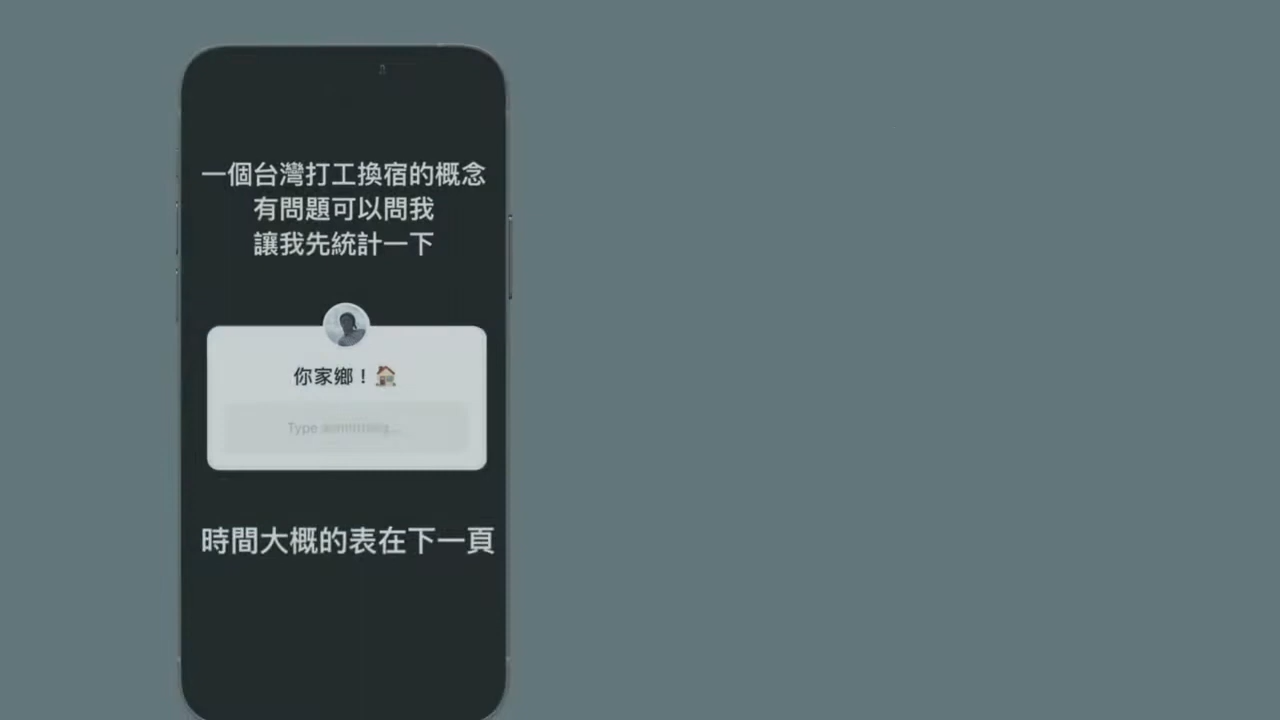 一個台灣打工換宿的概念
有問題可以問我
讓我先統計一下
你家鄉！🏠
Type
時間大概的表在下一頁